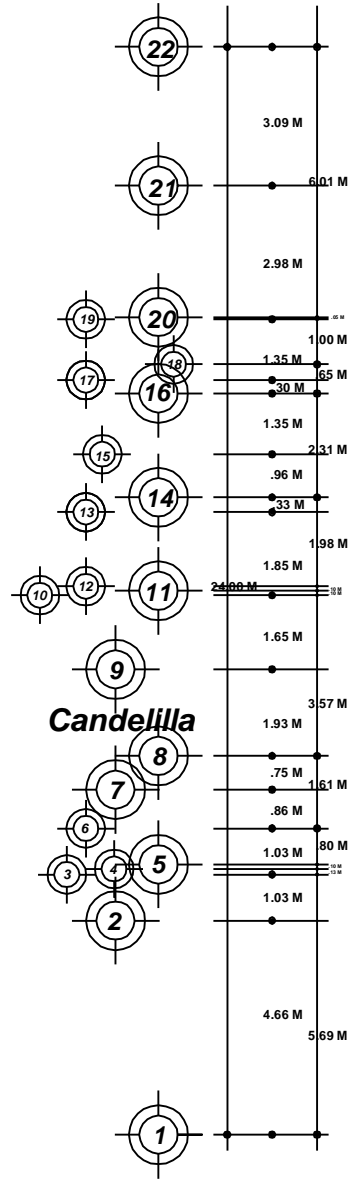 22
3.09 M
21
6.01 M
2.98 M
19
20
.05 M
1.00 M
18
1.35 M
17
.65 M
16
.30 M
1.35 M
15
2.31 M
.96 M
14
13
.33 M
1.98 M
1.85 M
12
11
24.08 M
10
1.65 M
9
3.57 M
Candelilla
1.93 M
8
.75 M
7
1.61 M
.86 M
6
.80 M
1.03 M
5
4
3
.13 M
1.03 M
2
4.66 M
5.69 M
1